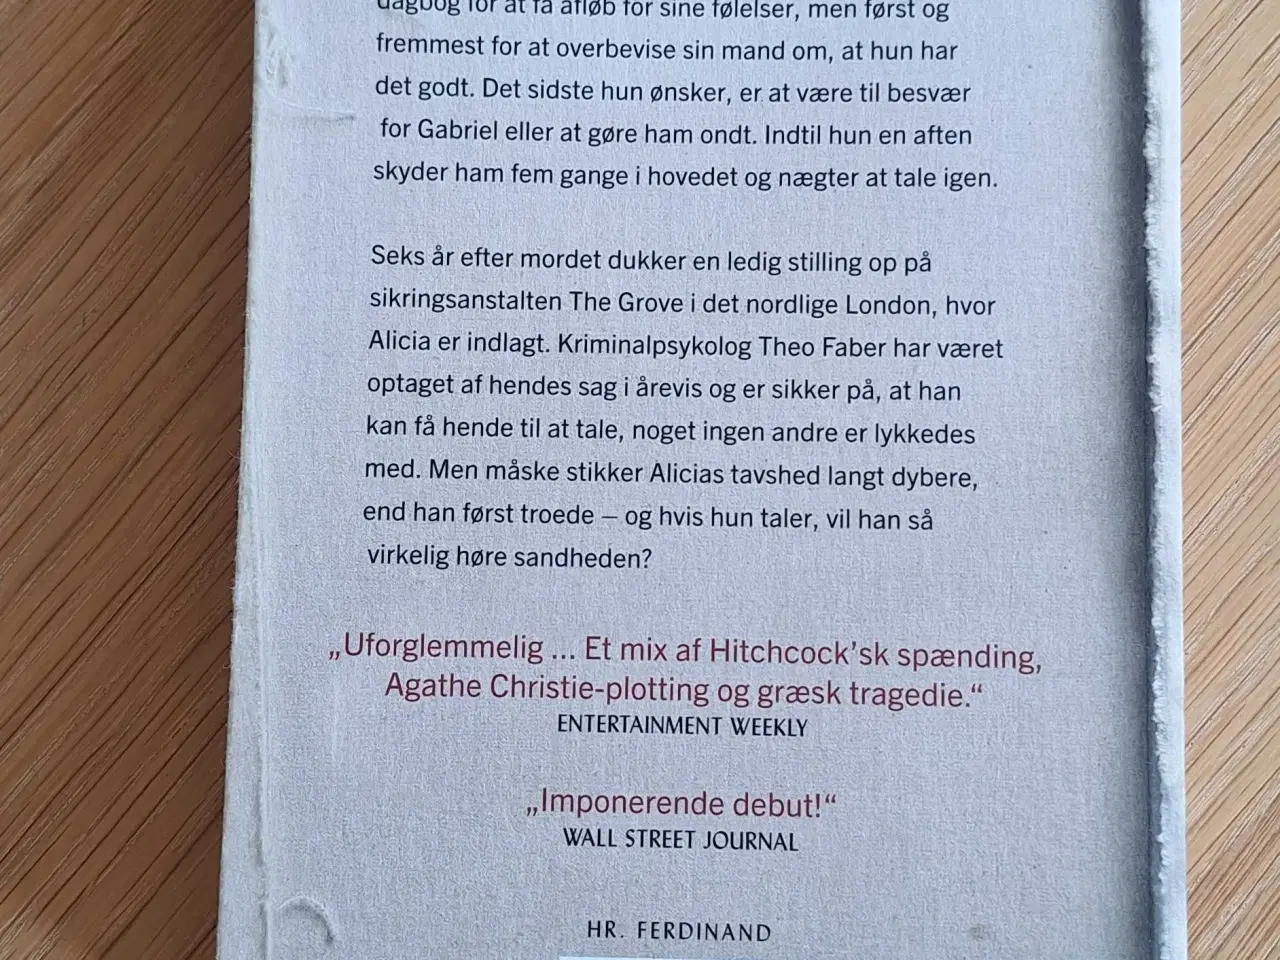 dagbog for at få afløb for sine følelser, men først og
fremmest for at overbevise sin mand om, at hun har
det godt. Det sidste hun ønsker, er at være til besvær
for Gabriel eller at gøre ham ondt. Indtil hun en aften
skyder ham fem gange i hovedet og nægter at tale igen.
Seks år efter mordet dukker en ledig stilling op på
sikringsanstalten The Grove i det nordlige London, hvor
Alicia er indlagt. Kriminalpsykolog Theo Faber har været
optaget af hendes sag i årevis og er sikker på, at han
kan få hende til at tale, noget ingen andre er lykkedes
med. Men måske stikker Alicias tavshed langt dybere,
end han først troede – og hvis hun taler, vil han så
virkelig høre sandheden?
„Uforglemmelig ... Et mix af Hitchcock’sk spænding,
Agathe Christie-plotting og græsk tragedie.“
ENTERTAINMENT WEEKLY
„Imponerende debut!“
WALL STREET JOURNAL
HR. FERDINAND